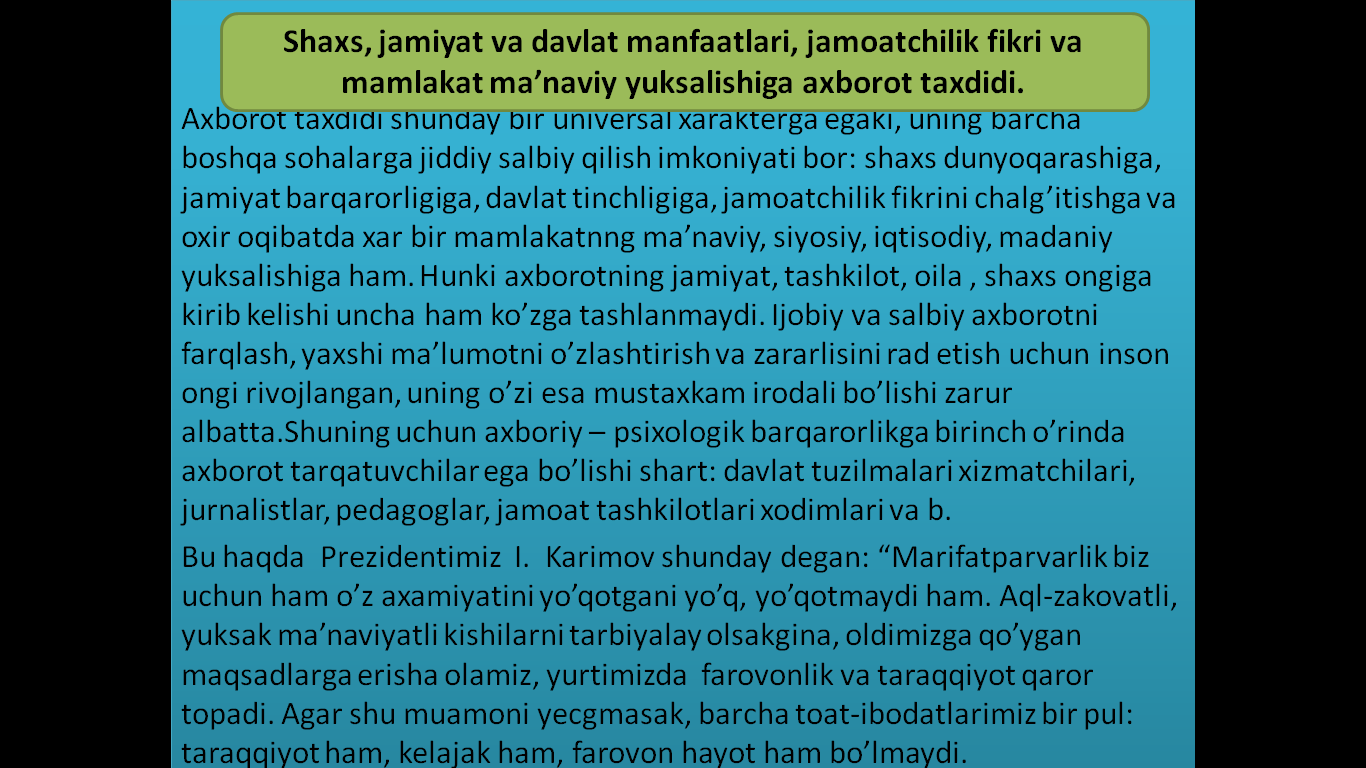 Shaxs, jamiyat va davlat manfaatlari, jamoatchilik fikri va
mamlakat ma’naviy yuksalishiga axborot taxdidi.
Axborot taxdidi shunday bir universal xarakterga egaki, uning barcha
boshqa sohalarga jiddiy salbiy qilish imkoniyati bor: shaxs dunyoqarashiga,
jamiyat barqarorligiga, davlat tinchligiga, jamoatchilik fikrini chalg’itishga va
oxir oqibatda xar bir mamlakatnng ma’naviy, siyosiy, iqtisodiy, madaniy
yuksalishiga ham. Hunki axborotning jamiyat, tashkilot, oila , shaxs ongiga
kirib kelishi uncha ham ko’zga tashlanmaydi. Ijobiy va salbiy axborotni
farqlash, yaxshi ma’lumotni o’zlashtirish va zararlisini rad etish uchun inson
ongi rivojlangan, uning o’zi esa mustaxkam irodali bo’lishi zarur
albatta.Shuning uchun axboriy – psixologik barqarorlikga birinch o’rinda
axborot tarqatuvchilar ega bo’lishi shart: davlat tuzilmalari xizmatchilari,
jurnalistlar, pedagoglar, jamoat tashkilotlari xodimlari va b.
Bu haqda Prezidentimiz I. Karimov shunday degan: “Marifatparvarlik biz
uchun ham o’z axamiyatini yo’qotgani yo’q, yo’qotmaydi ham. Aql-zakovatli,
yuksak ma’naviyatli kishilarni tarbiyalay olsakgina, oldimizga qo’ygan
maqsadlarga erisha olamiz, yurtimizda farovonlik va taraqqiyot qaror
topadi. Agar shu muamoni yecgmasak, barcha toat-ibodatlarimiz bir pul:
taraqqiyot ham, kelajak ham, farovon hayot ham bo’lmaydi.